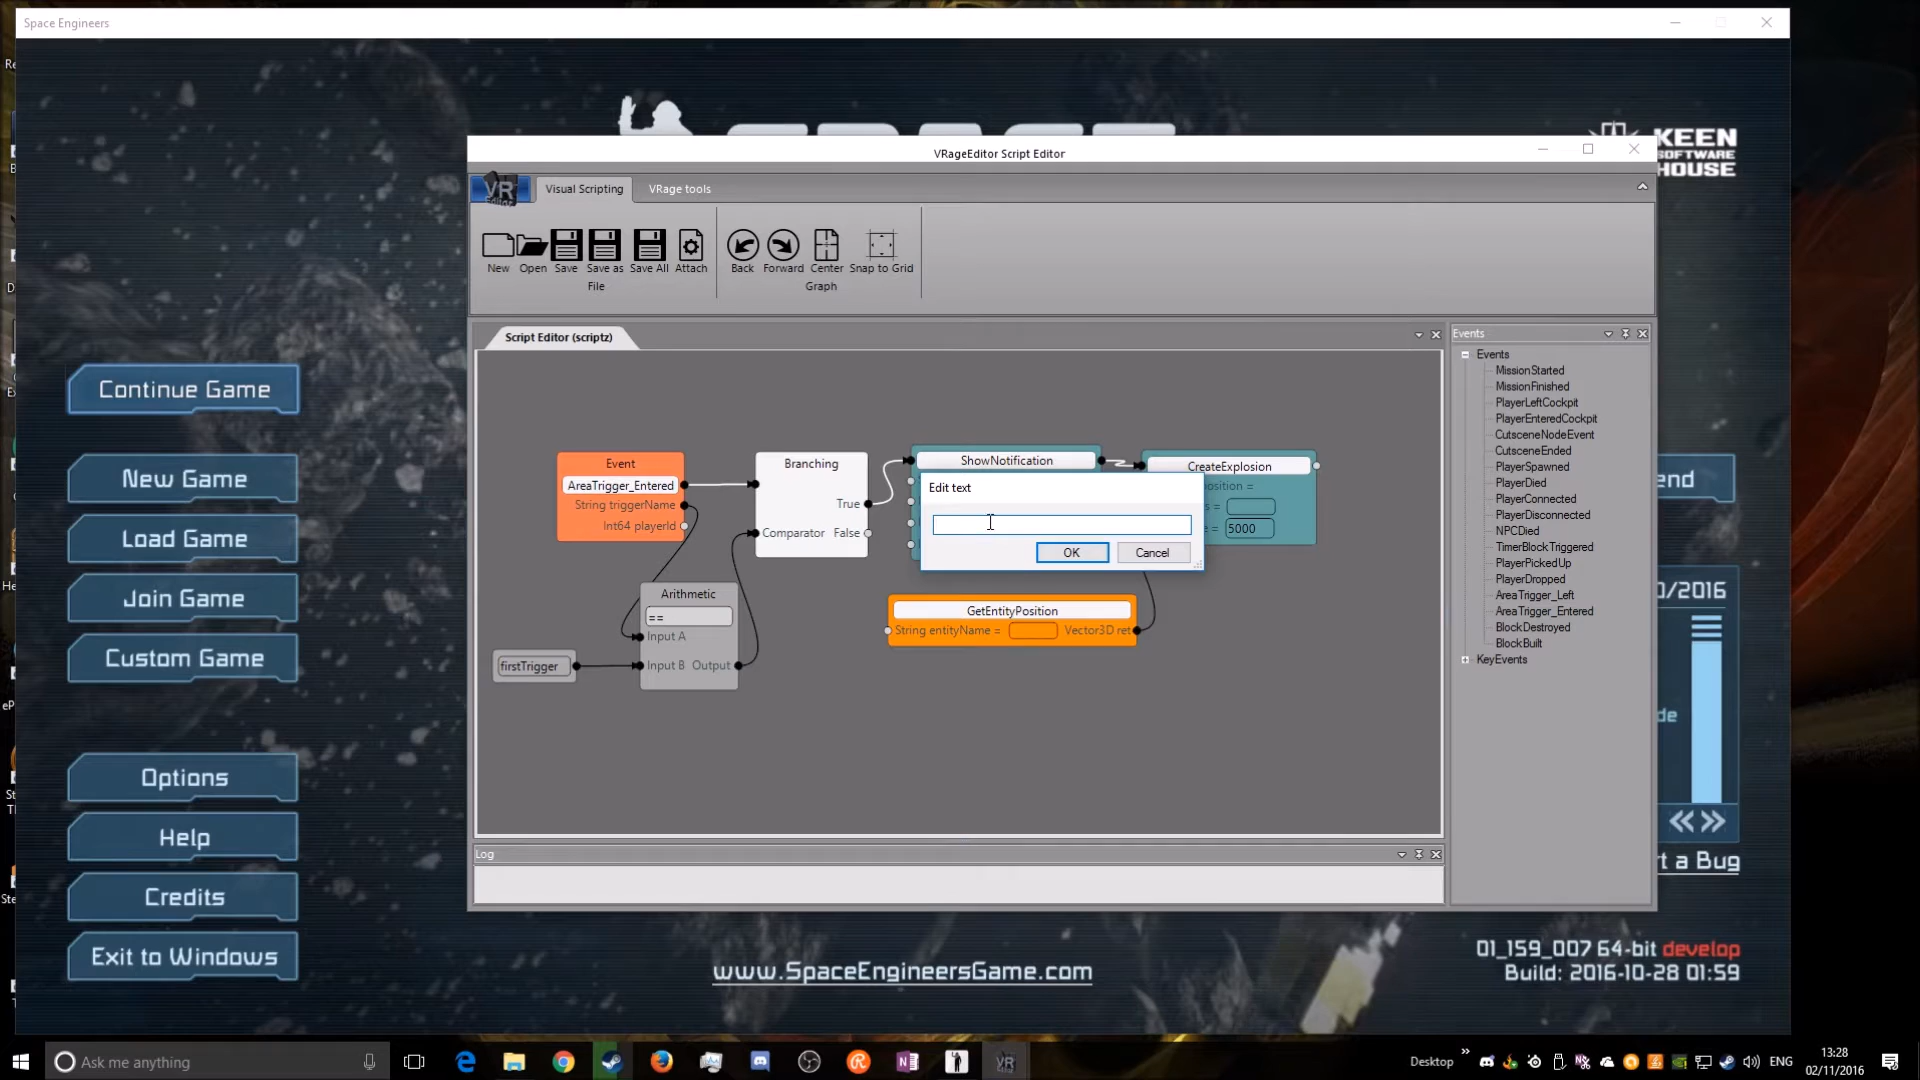 Space Engineers
KEEN
SOFTWARE
HOUSE
VRageEditor Script Editor
Visual Scripting
VRage tools
New
Open
Save
Save as
Save All
Attach
Back
Forward
Center
Snap to Grid
File
Graph
Script Editor (scriptz)
Events
Events
MissionStarted
MissionFinished
PlayerLeftCockpit
PlayerEnteredCockpit
CutsceneNodeEvent
CutsceneEnded
PlayerSpawned
PlayerDied
PlayerConnected
PlayerDisconnected
NPCDied
TimerBlockTriggered
PlayerPickedUp
PlayerDropped
AreaTrigger_Left
AreaTrigger_Entered
BlockDestroyed
BlockBuilt
KeyEvents
Event
AreaTrigger_Entered
String triggerName
Int64 playerId
Branching
True
Comparator False
ShowNotification
CreateExplosion
5000
Edit text
OK
Cancel
Arithmetic
==
Input A
Input B Output
firstTrigger
GetEntityPosition
String entityName = Vector3D ret
Log
Continue Game
New Game
Load Game
Join Game
Custom Game
Options
Help
Credits
Exit to Windows
end
0/2016
de
t a Bug
www.SpaceEngineersGame.com
01_159_007 64-bit develop
Build: 2016-10-28 01:59
Ask me anything
Desktop
ENG
13:28
02/11/2016